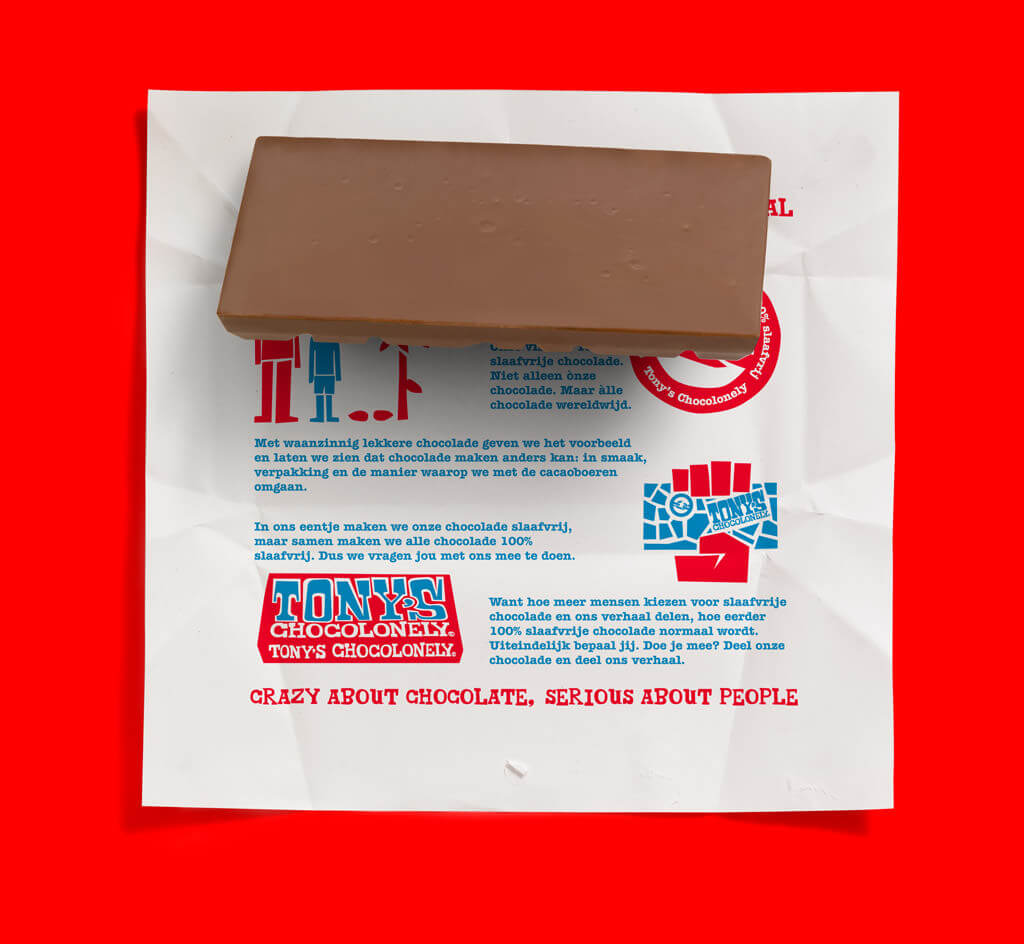 AL
slaafvrije chocolade.
Niet alleen ònze
chocolade. Maar àlle
chocolade wereldwijd.
% slaafvrij
Tony's Chocolonely
Met waanzinnig lekkere chocolade geven we het voorbeeld
en laten we zien dat chocolade maken anders kan: in smaak,
verpakking en de manier waarop we met de cacaoboeren
omgaan.
TONY'S
CHOCOLONELY
In ons eentje maken we onze chocolade slaafvrij,
maar samen maken we alle chocolade 100%
slaafvrij. Dus we vragen jou met ons mee te doen.
TONY'S
CHOCOLONELY
TONY'S CHOCOLONELY
Want hoe meer mensen kiezen voor slaafvrije
chocolade en ons verhaal delen, hoe eerder
100% slaafvrije chocolade normaal wordt.
Uiteindelijk bepaal jij. Doe je mee? Deel onze
chocolade en deel ons verhaal.
CRAZY ABOUT CHOCOLATE, SERIOUS ABOUT PEOPLE